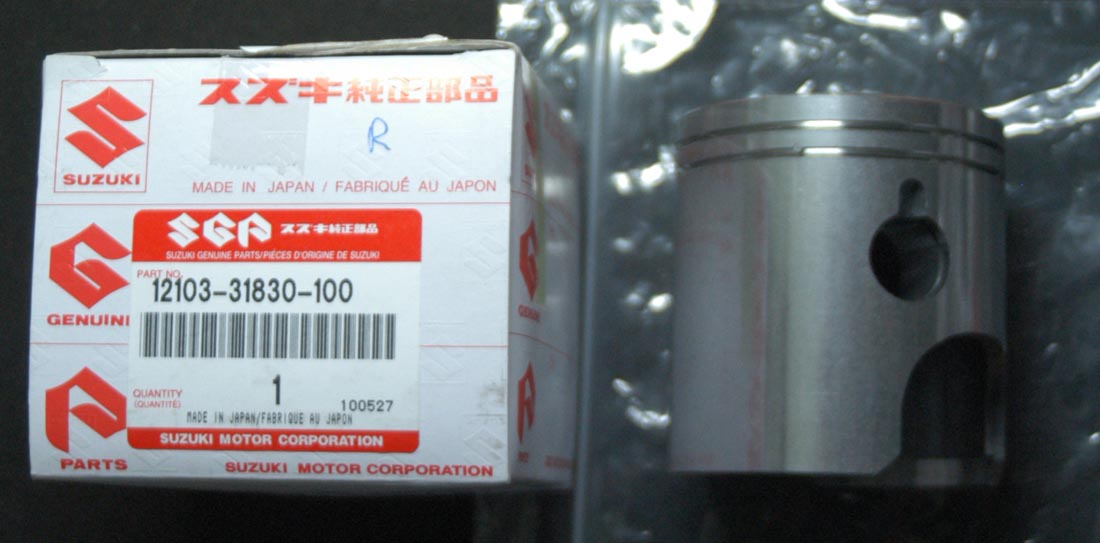 スズキ純正部品
R
SUZUKI
MADE IN JAPAN / FABRIQUÉ AU JAPON
SGP スズキ純正部品
SUZUKI GENUINE PARTS/PIÈCES D'ORIGINE DE SUZUKI
PART NO.
12103-31830-100
GENUINE
QUANTITY
(QUANTITÉ)
1
100527
MADE IN JAPAN/FABRIQUE AU JAPON
SUZUKI MOTOR CORPORATION
PARTS
SUZUKI MOTOR CORPORATION